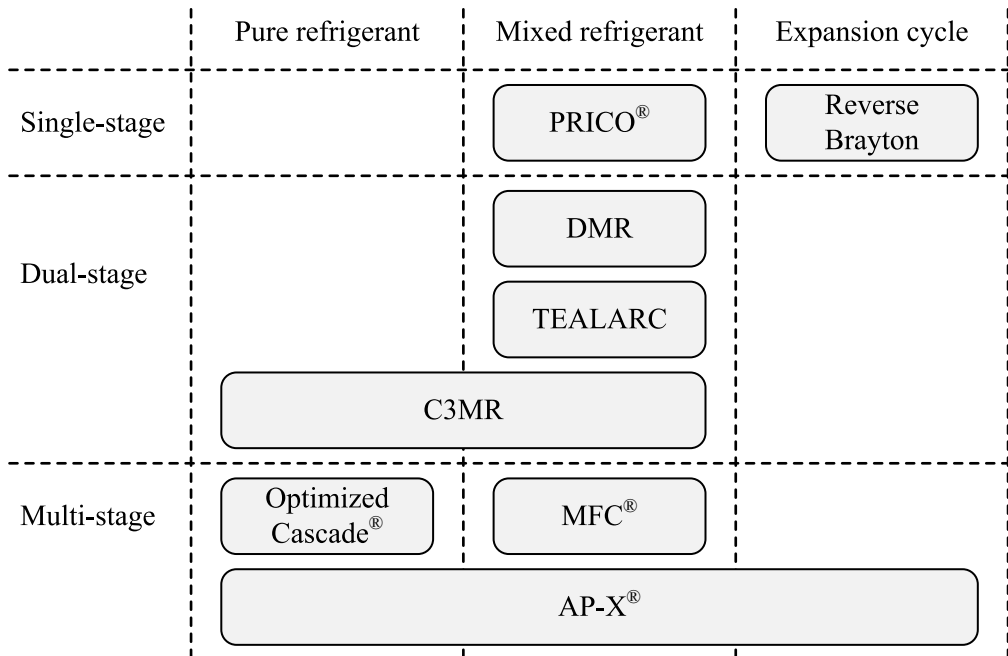 Pure refrigerant Mixed refrigerant Expansion cycle
Single-stage PRICO® Reverse
Brayton
DMR
Dual-stage
TEALARC
C3MR
Multi-stage Optimized
Cascade® MFC®
AP-X®